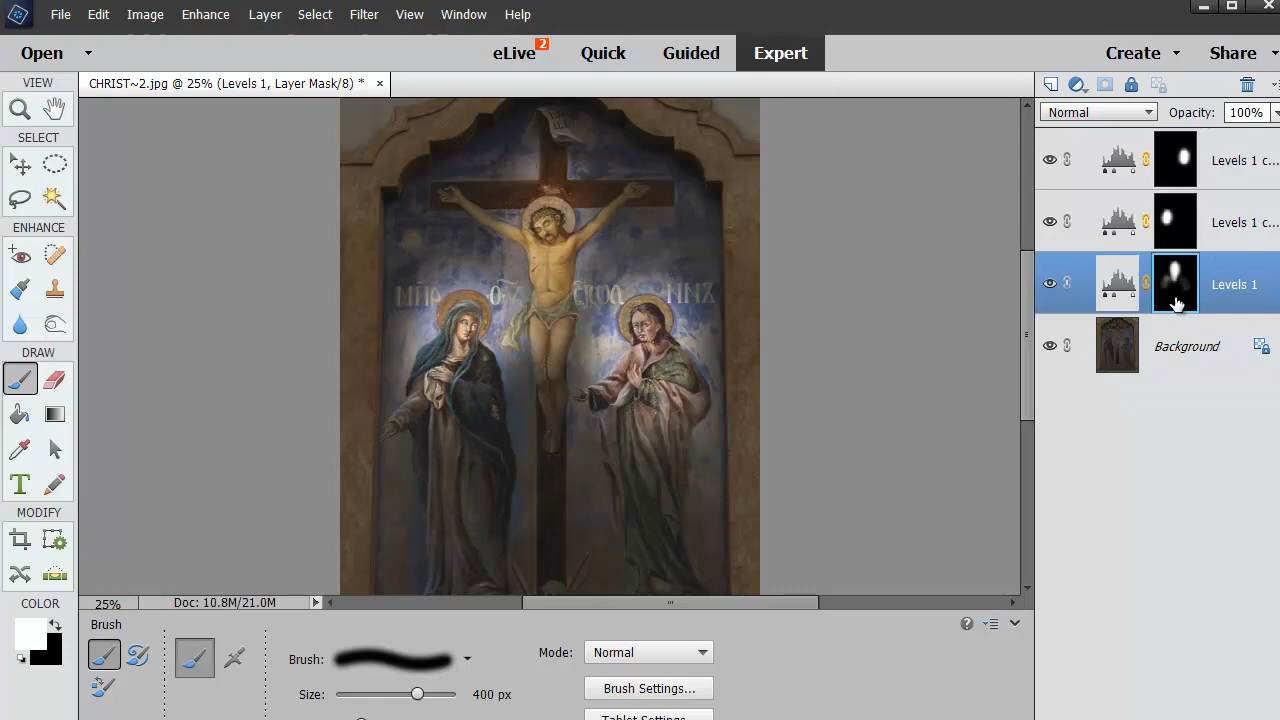 File Edit Image Enhance Layer Select Filter View Window Help
Open eLive 2 Quick Guided Expert Create Share
VIEW CHRIST~2.jpg @ 25% (Levels 1, Layer Mask/8) * ×
Normal Opacity: 100%
SELECT
Levels 1 c...
ENHANCE
Levels 1 c...
Levels 1
DRAW
Background
MODIFY
COLOR
25% Doc: 10.8M/21.0M
Brush
Brush: Mode: Normal
Size: 400 px Brush Settings...
Tablet Settings